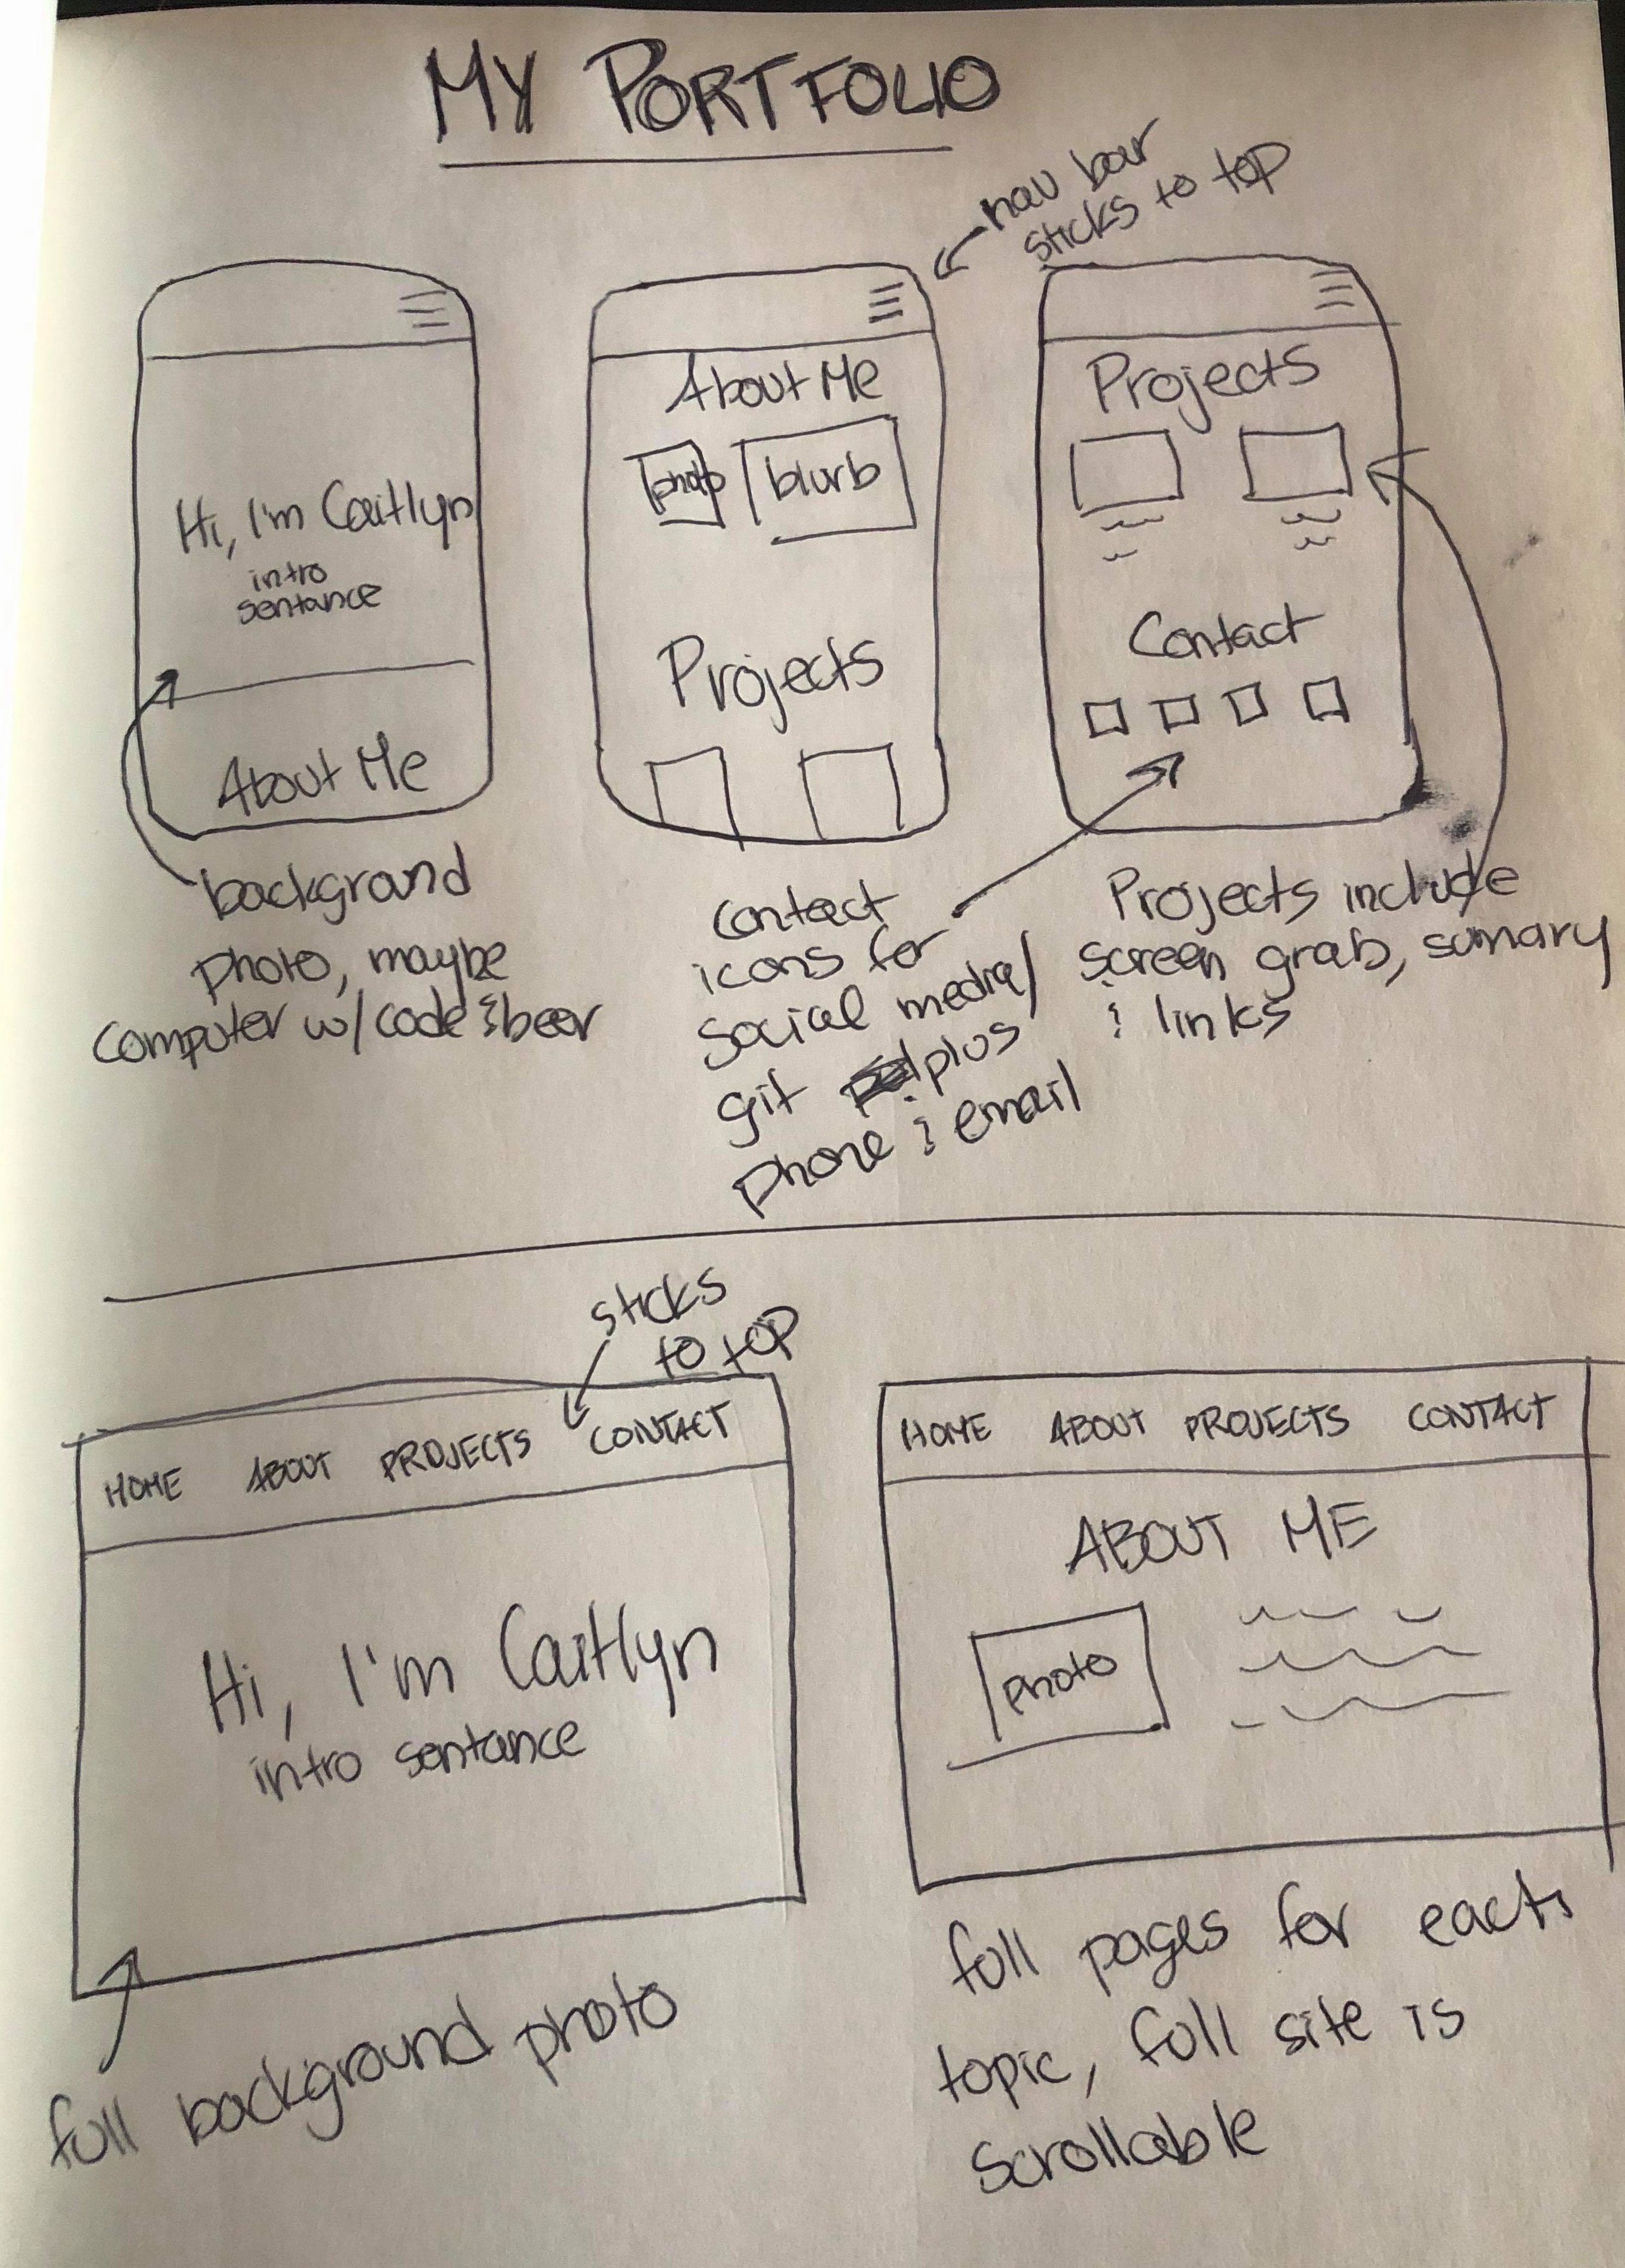 MY PORTFOLIO
nav bar
sticks to top
Hi, I'm Caitlyn
intro
sentance
About Me
background
photo, maybe
computer w/ code & beer
About Me
photo
blurb
Projects
contact
icons for
social media/
git plus
phone & email
Projects
Contact
Projects include
screen grab, sumary
& links
sticks
to top
HOME ABOUT PROJECTS CONTACT
Hi, I'm Caitlyn
intro sentance
full background photo
HOME ABOUT PROJECTS CONTACT
ABOUT ME
photo
full pages for each
topic, full site is
scrollable